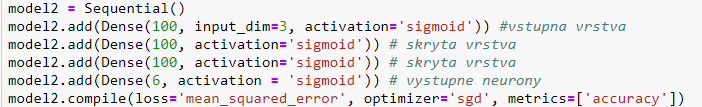 model2 = Sequential()
model2.add(Dense(100, input_dim=3, activation='sigmoid')) #vstupna vrstva
model2.add(Dense(100, activation='sigmoid')) # skryta vrstva
model2.add(Dense(100, activation='sigmoid')) # skryta vrstva
model2.add(Dense(6, activation = 'sigmoid')) # vystupne neurony
model2.compile(loss='mean_squared_error', optimizer='sgd', metrics=['accuracy'])